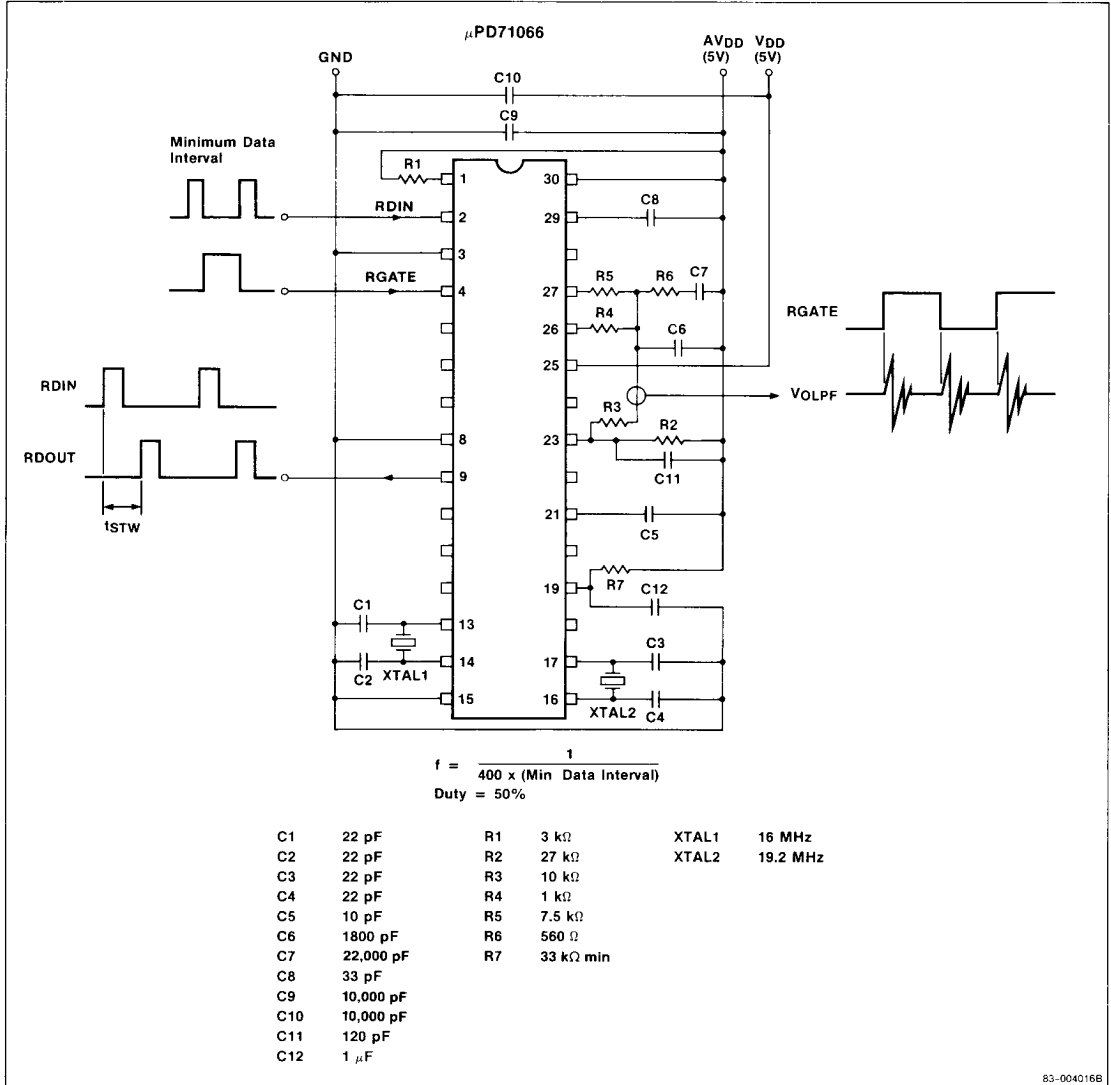 μPD71066
GND
AVDD
(5V)
VDD
(5V)
C10
C9
Minimum Data
Interval
R1
1
30
RDIN
2
29
C8
3
RGATE
4
27
R5
R6
C7
26
R4
C6
25
RGATE
VOLPF
RDIN
R3
R2
8
23
RDOUT
9
C11
tSTW
21
C5
R7
19
C12
C1
13
C3
14
17
C2
XTAL1
15
16
XTAL2
C4
f = 1
400 x (Min Data Interval)
Duty = 50%
C1 22 pF R1 3 kΩ XTAL1 16 MHz
C2 22 pF R2 27 kΩ XTAL2 19.2 MHz
C3 22 pF R3 10 kΩ
C4 22 pF R4 1 kΩ
C5 10 pF R5 7.5 kΩ
C6 1800 pF R6 560 Ω
C7 22,000 pF R7 33 kΩ min
C8 33 pF
C9 10,000 pF
C10 10,000 pF
C11 120 pF
C12 1 μF
83-004016B